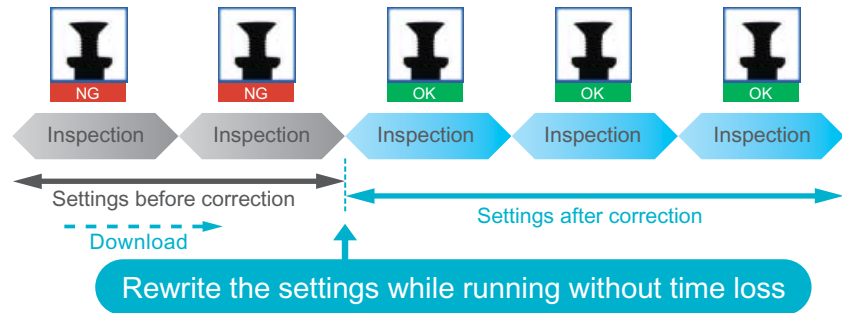 NG NG OK OK OK
Inspection Inspection Inspection Inspection Inspection
Settings before correction
Settings after correction
Download
Rewrite the settings while running without time loss